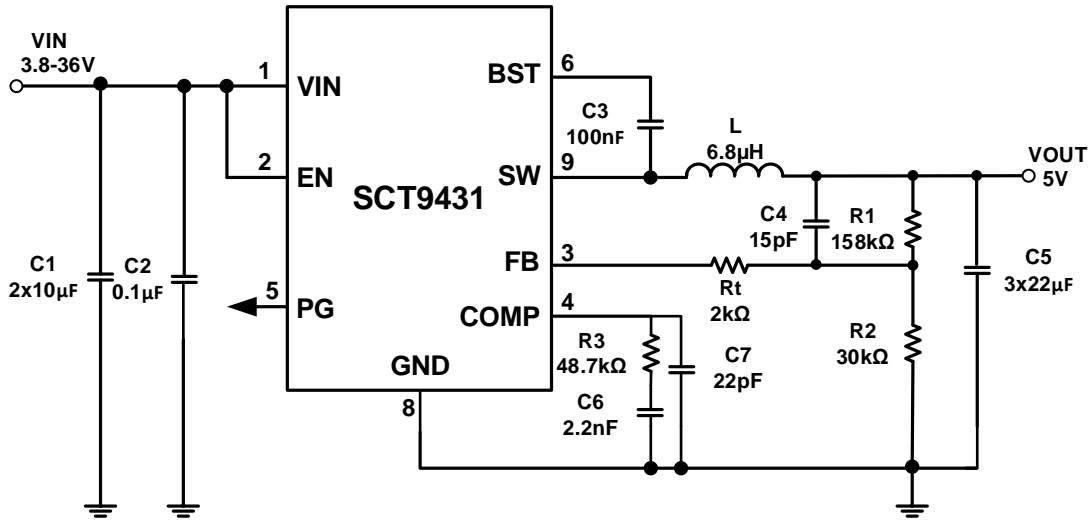 VIN
3.8-36V
1
VIN
2
EN
SCT9431
BST
6
C3
100nF
SW
9
L
6.8µH
VOUT
5V
C4
15pF
R1
158kΩ
FB
3
Rt
2kΩ
C5
3x22µF
C1
2x10µF
C2
0.1µF
5
PG
COMP
4
R3
48.7kΩ
C7
22pF
R2
30kΩ
GND
8
C6
2.2nF